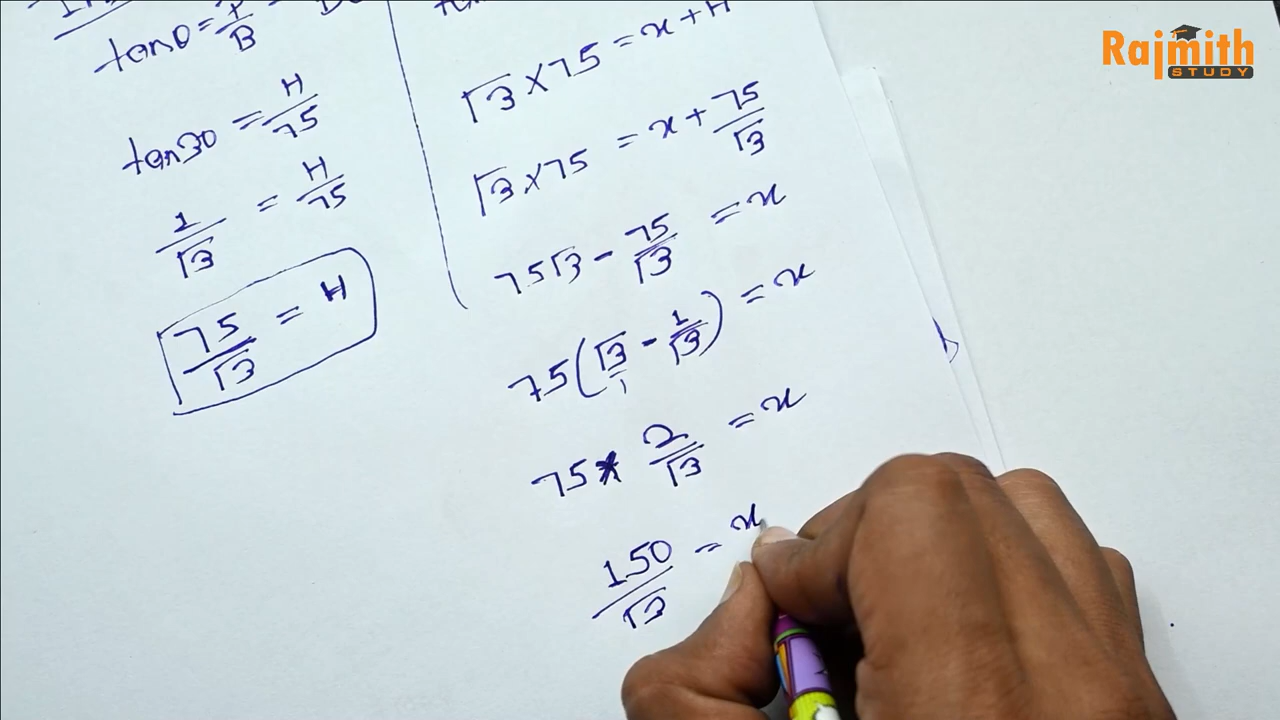 tanθ = P/B
tan30 = H/75
1/√3 = H/75
75/√3 = H
√3 × 75 = x + H
√3 × 75 = x + 75/√3
75√3 - 75/√3 = x
75(√3/1 - 1/√3) = x
75 × 2/√3 = x
150/√3 = x
Rajmith
STUDY